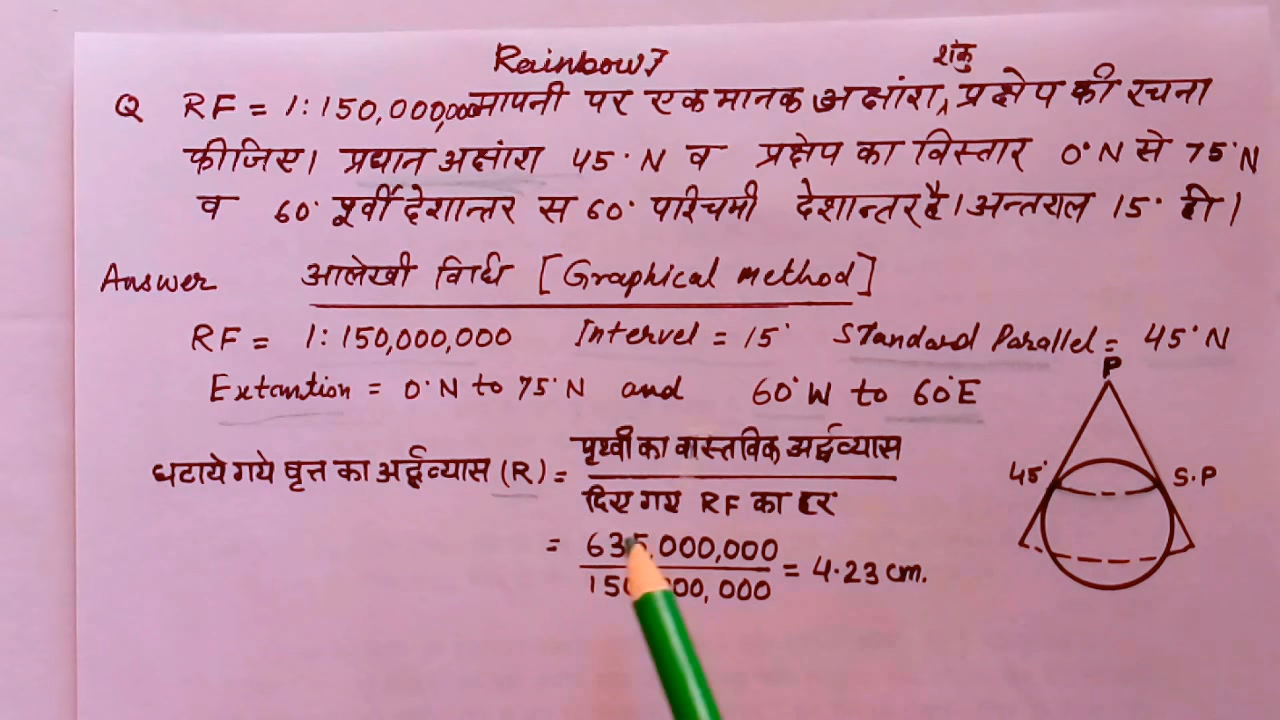 Rainbow7
शंकु
Q RF = 1:150,000,000 मापनी पर एक मानक अक्षांश, प्रक्षेप की रचना
कीजिए। प्रधान अक्षांश 45°N व प्रक्षेप का विस्तार 0°N से 75°N
व 60° पूर्वी देशान्तर स 60° पश्चिमी देशान्तर है। अन्तराल 15° हो।
Answer आलेखी विधि [Graphical method]
RF = 1:150,000,000 Interval = 15° Standard Parallel = 45°N
Extantion = 0°N to 75°N and 60°W to 60°E
P
घटाये गये वृत्त का अर्द्धव्यास (R) = पृथ्वी का वास्तविक अर्द्धव्यास
दिए गए RF का हर
45° S.P
= 635,000,000
150,000,000 = 4.23 cm.